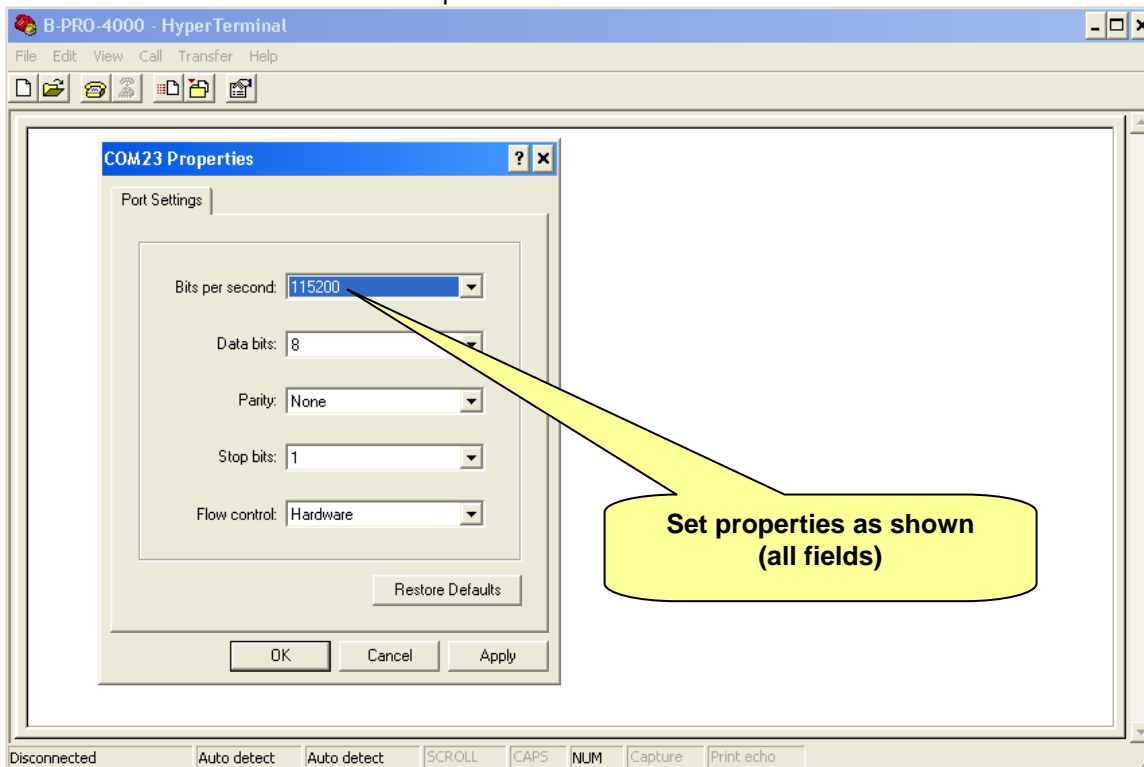 B-PRO-4000 - HyperTerminal
File Edit View Call Transfer Help
COM23 Properties
Port Settings
Bits per second: 115200
Data bits: 8
Parity: None
Stop bits: 1
Flow control: Hardware
Set properties as shown
(all fields)
Restore Defaults
OK Cancel Apply
Disconnected Auto detect Auto detect SCROLL CAPS NUM Capture Print echo